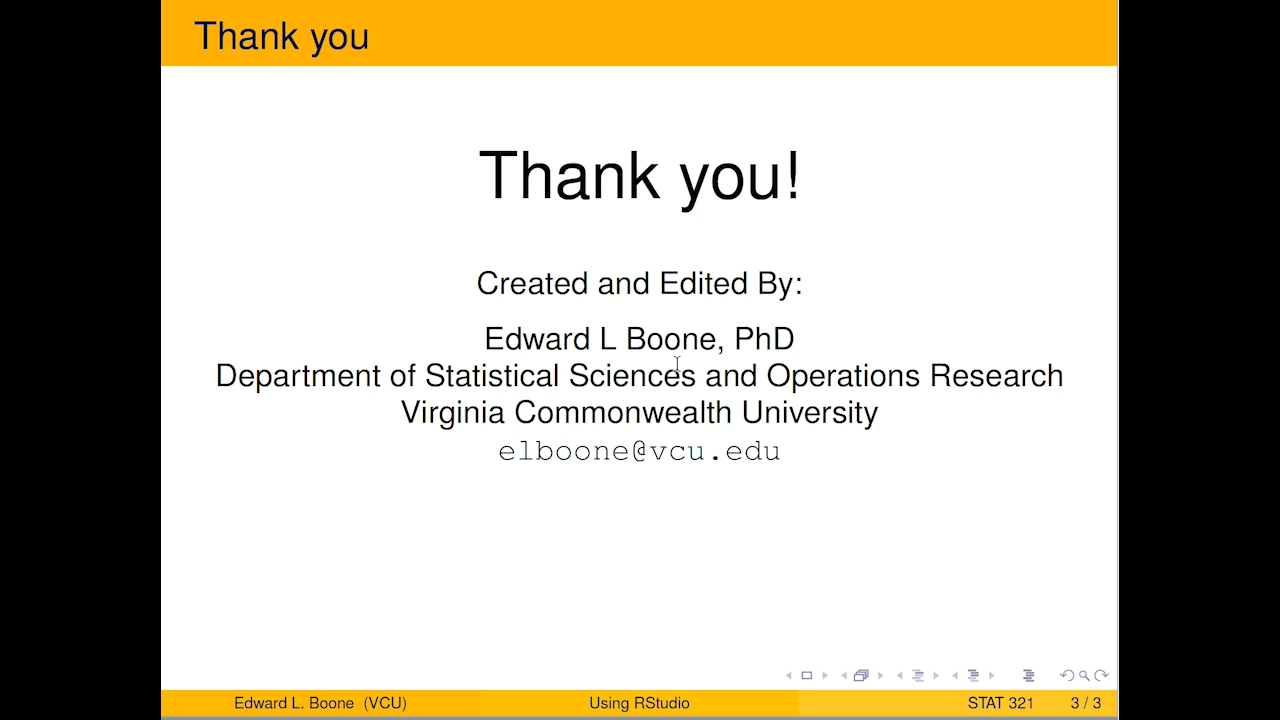 Thank you
Thank you!
Created and Edited By:
Edward L Boone, PhD
Department of Statistical Sciences and Operations Research
Virginia Commonwealth University
elboone@vcu.edu
Edward L. Boone (VCU) Using RStudio STAT 321 3 / 3